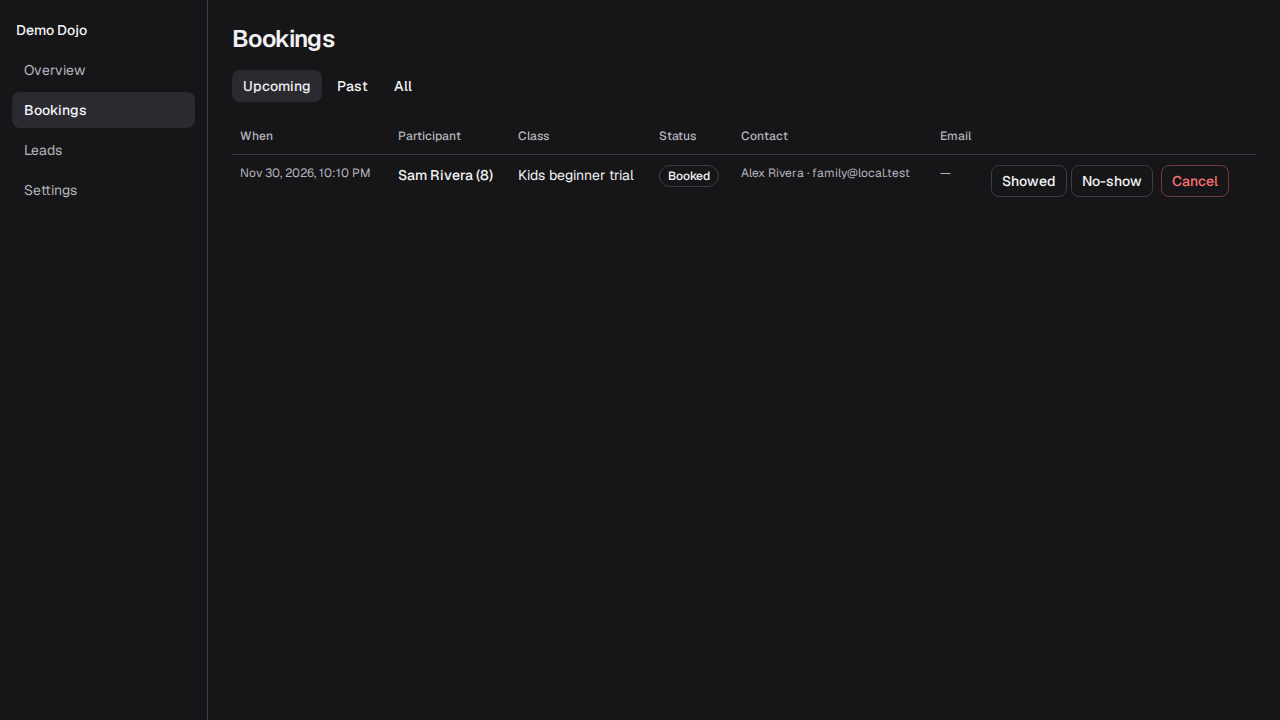 Demo Dojo
Overview
Bookings
Leads
Settings
Bookings
Upcoming Past All
When Participant Class Status Contact Email
Nov 30, 2026, 10:10 PM Sam Rivera (8) Kids beginner trial Booked Alex Rivera · family@local.test — Showed No-show Cancel